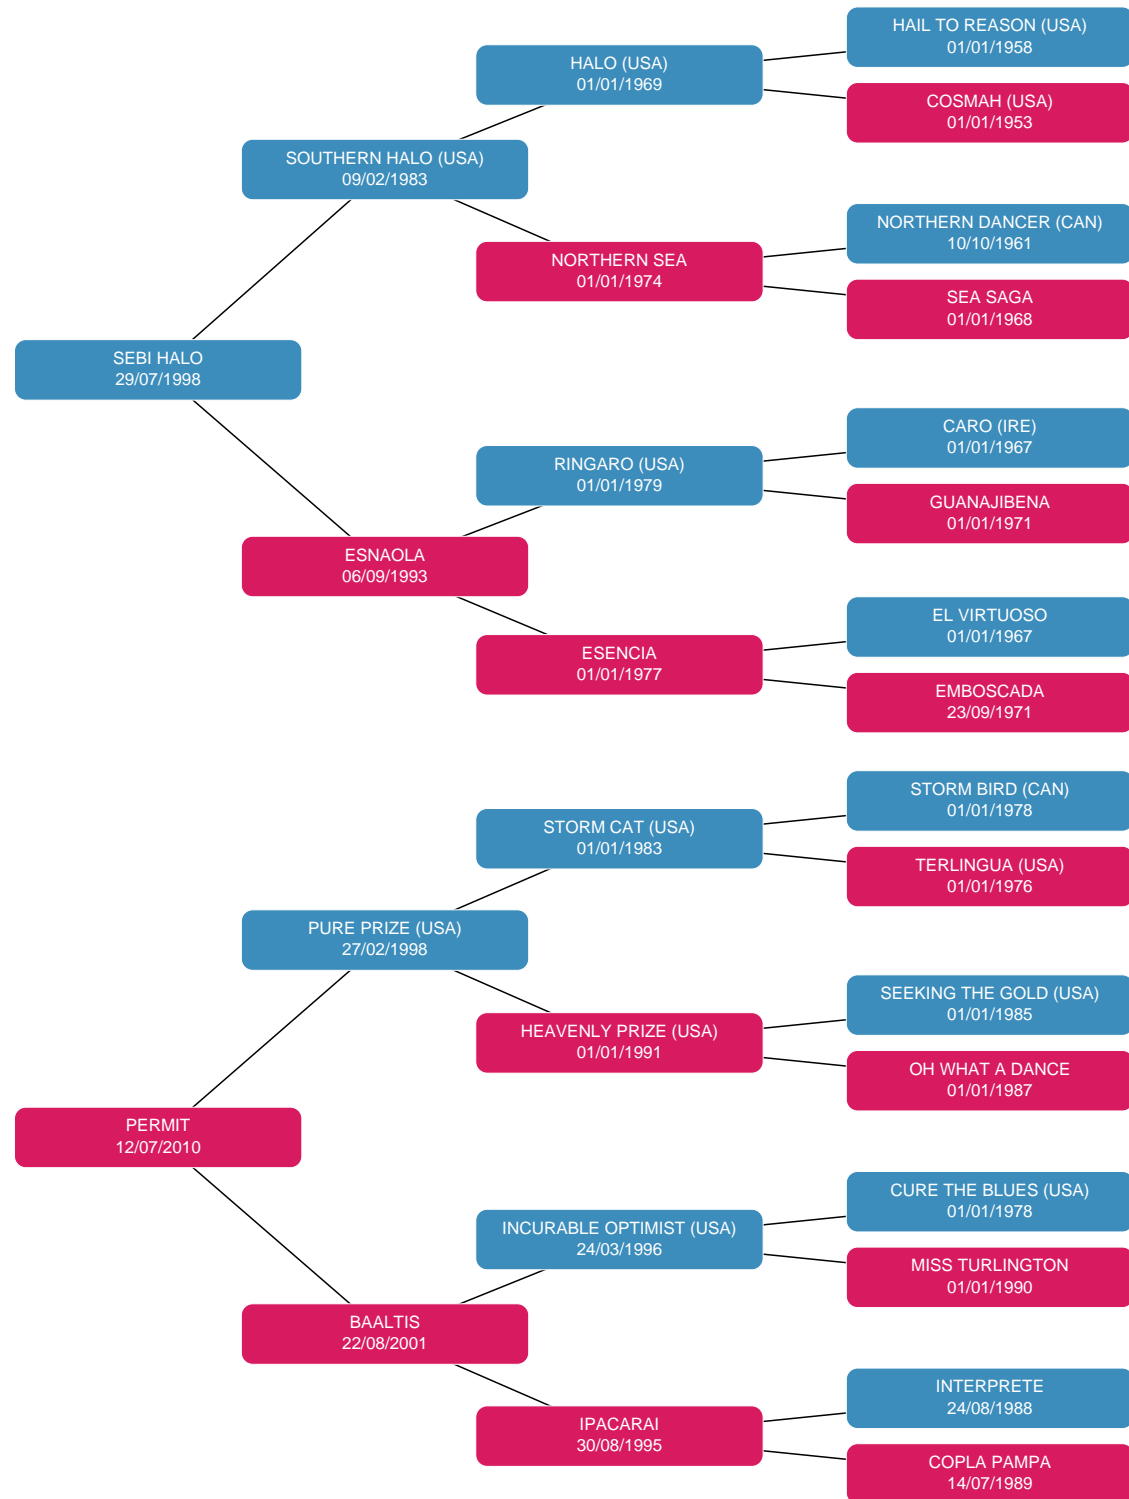 HAIL TO REASON (USA)
01/01/1958
HALO (USA)
01/01/1969
COSMAH (USA)
01/01/1953
SOUTHERN HALO (USA)
09/02/1983
NORTHERN DANCER (CAN)
10/10/1961
NORTHERN SEA
01/01/1974
SEA SAGA
01/01/1968
SEBI HALO
29/07/1998
CARO (IRE)
01/01/1967
RINGARO (USA)
01/01/1979
GUANAJIBENA
01/01/1971
ESNAOLA
06/09/1993
EL VIRTUOSO
01/01/1967
ESENCIA
01/01/1977
EMBOSCADA
23/09/1971
STORM BIRD (CAN)
01/01/1978
STORM CAT (USA)
01/01/1983
TERLINGUA (USA)
01/01/1976
PURE PRIZE (USA)
27/02/1998
SEEKING THE GOLD (USA)
01/01/1985
HEAVENLY PRIZE (USA)
01/01/1991
OH WHAT A DANCE
01/01/1987
PERMIT
12/07/2010
CURE THE BLUES (USA)
01/01/1978
INCURABLE OPTIMIST (USA)
24/03/1996
MISS TURLINGTON
01/01/1990
BAALTIS
22/08/2001
INTERPRETE
24/08/1988
IPACARAI
30/08/1995
COPLA PAMPA
14/07/1989